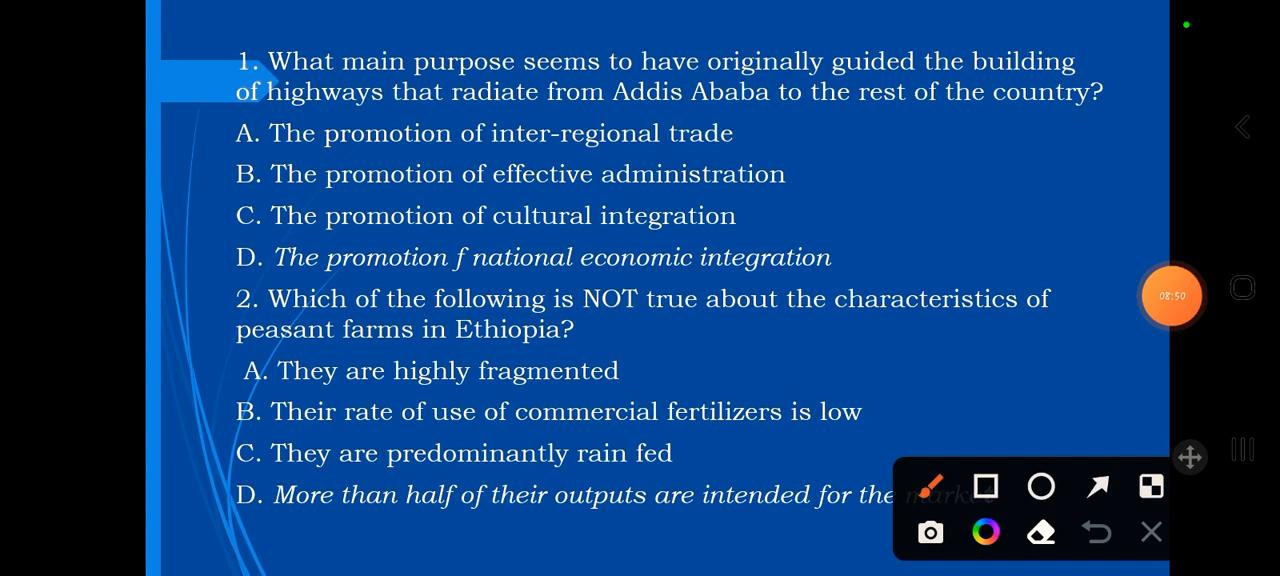 1. What main purpose seems to have originally guided the building
of highways that radiate from Addis Ababa to the rest of the country?
A. The promotion of inter-regional trade
B. The promotion of effective administration
C. The promotion of cultural integration
D. The promotion f national economic integration
2. Which of the following is NOT true about the characteristics of
peasant farms in Ethiopia?
A. They are highly fragmented
B. Their rate of use of commercial fertilizers is low
C. They are predominantly rain fed
D. More than half of their outputs are intended for the market
08:50